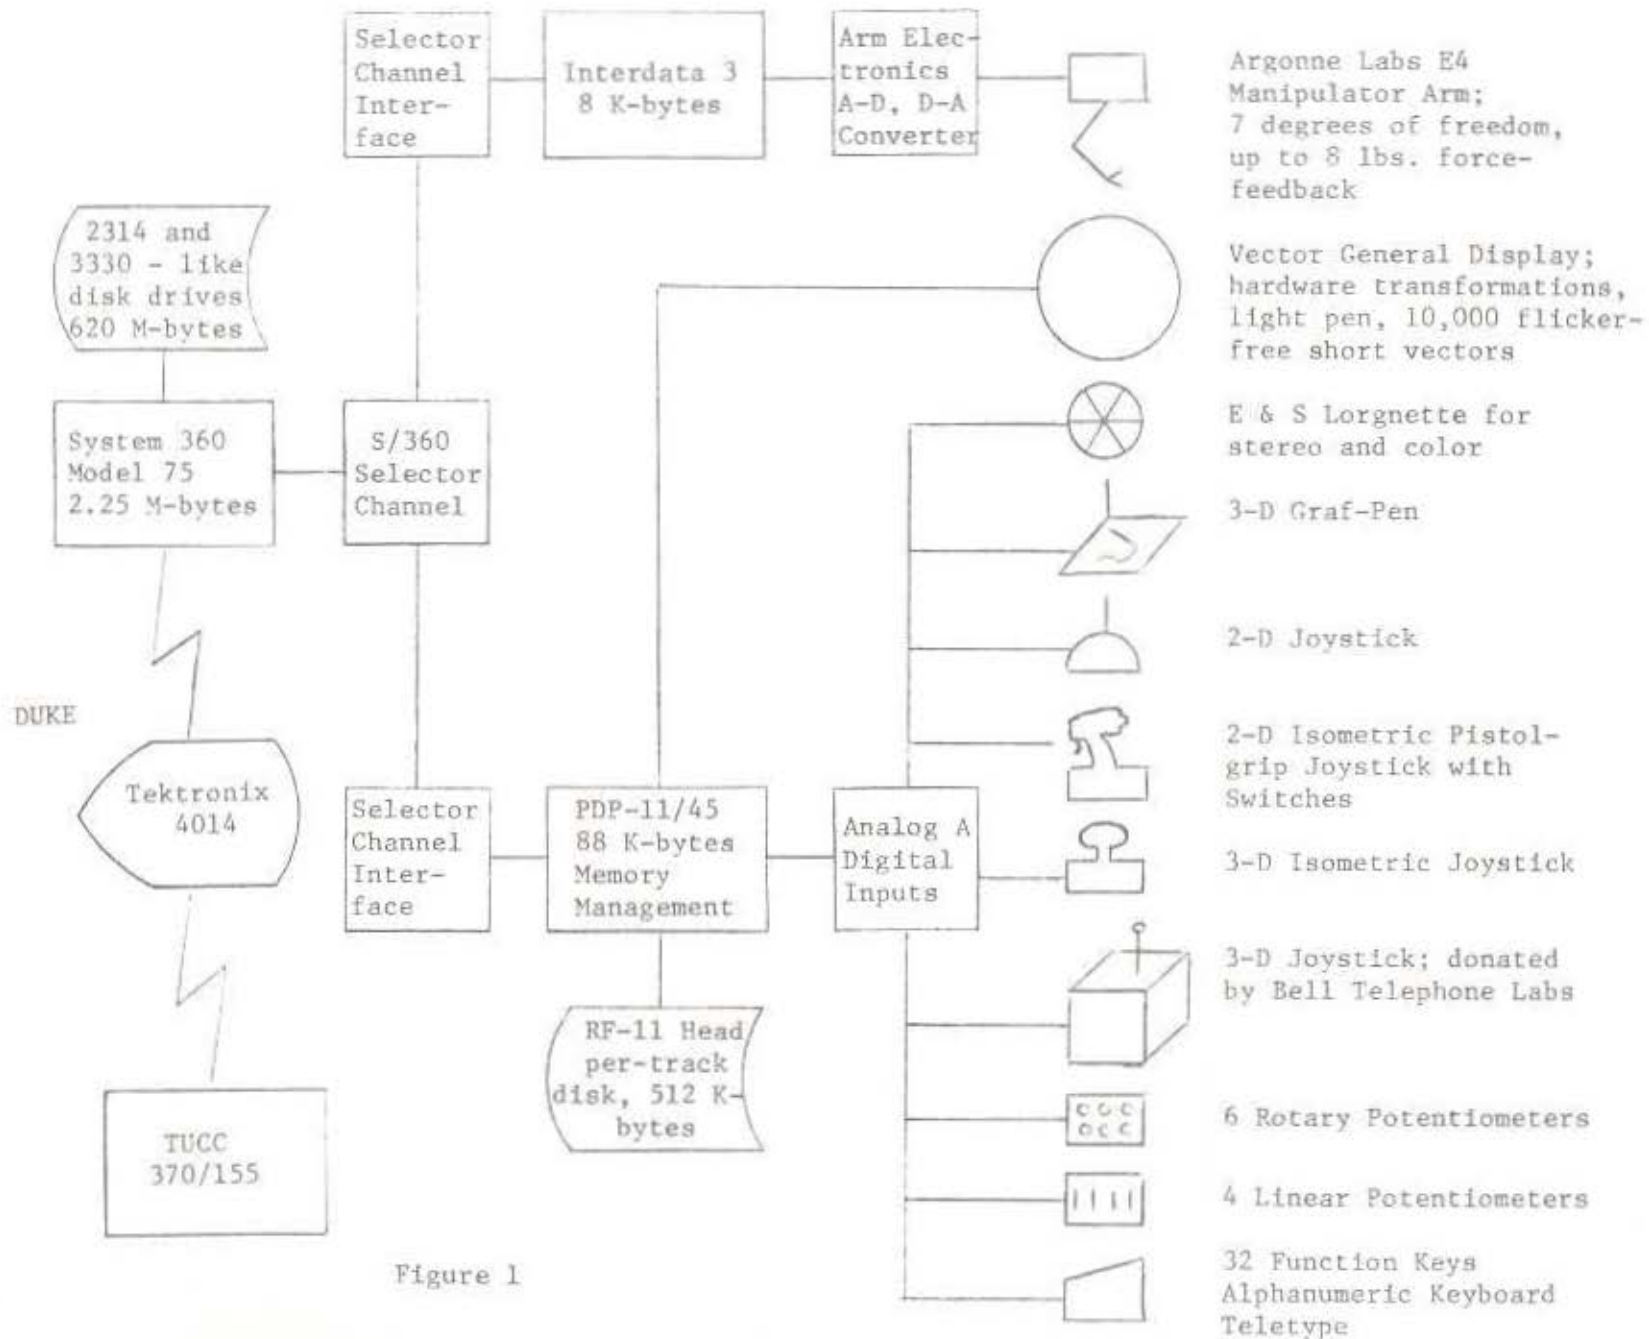 Selector
Channel
Inter-
face
Interdata 3
8 K-bytes
Arm Elec-
tronics
A-D, D-A
Converter
Argonne Labs E4
Manipulator Arm;
7 degrees of freedom,
up to 8 lbs. force-
feedback
2314 and
3330 - like
disk drives
620 M-bytes
Vector General Display;
hardware transformations,
light pen, 10,000 flicker-
free short vectors
System 360
Model 75
2.25 M-bytes
S/360
Selector
Channel
E & S Lorgnette for
stereo and color
3-D Graf-Pen
2-D Joystick
DUKE
2-D Isometric Pistol-
grip Joystick with
Switches
Tektronix
4014
Selector
Channel
Inter-
face
PDP-11/45
88 K-bytes
Memory
Management
Analog A
Digital
Inputs
3-D Isometric Joystick
3-D Joystick; donated
by Bell Telephone Labs
RF-11 Head
per-track
disk, 512 K-
bytes
6 Rotary Potentiometers
TUCC
370/155
4 Linear Potentiometers
32 Function Keys
Alphanumeric Keyboard
Teletype
Figure 1